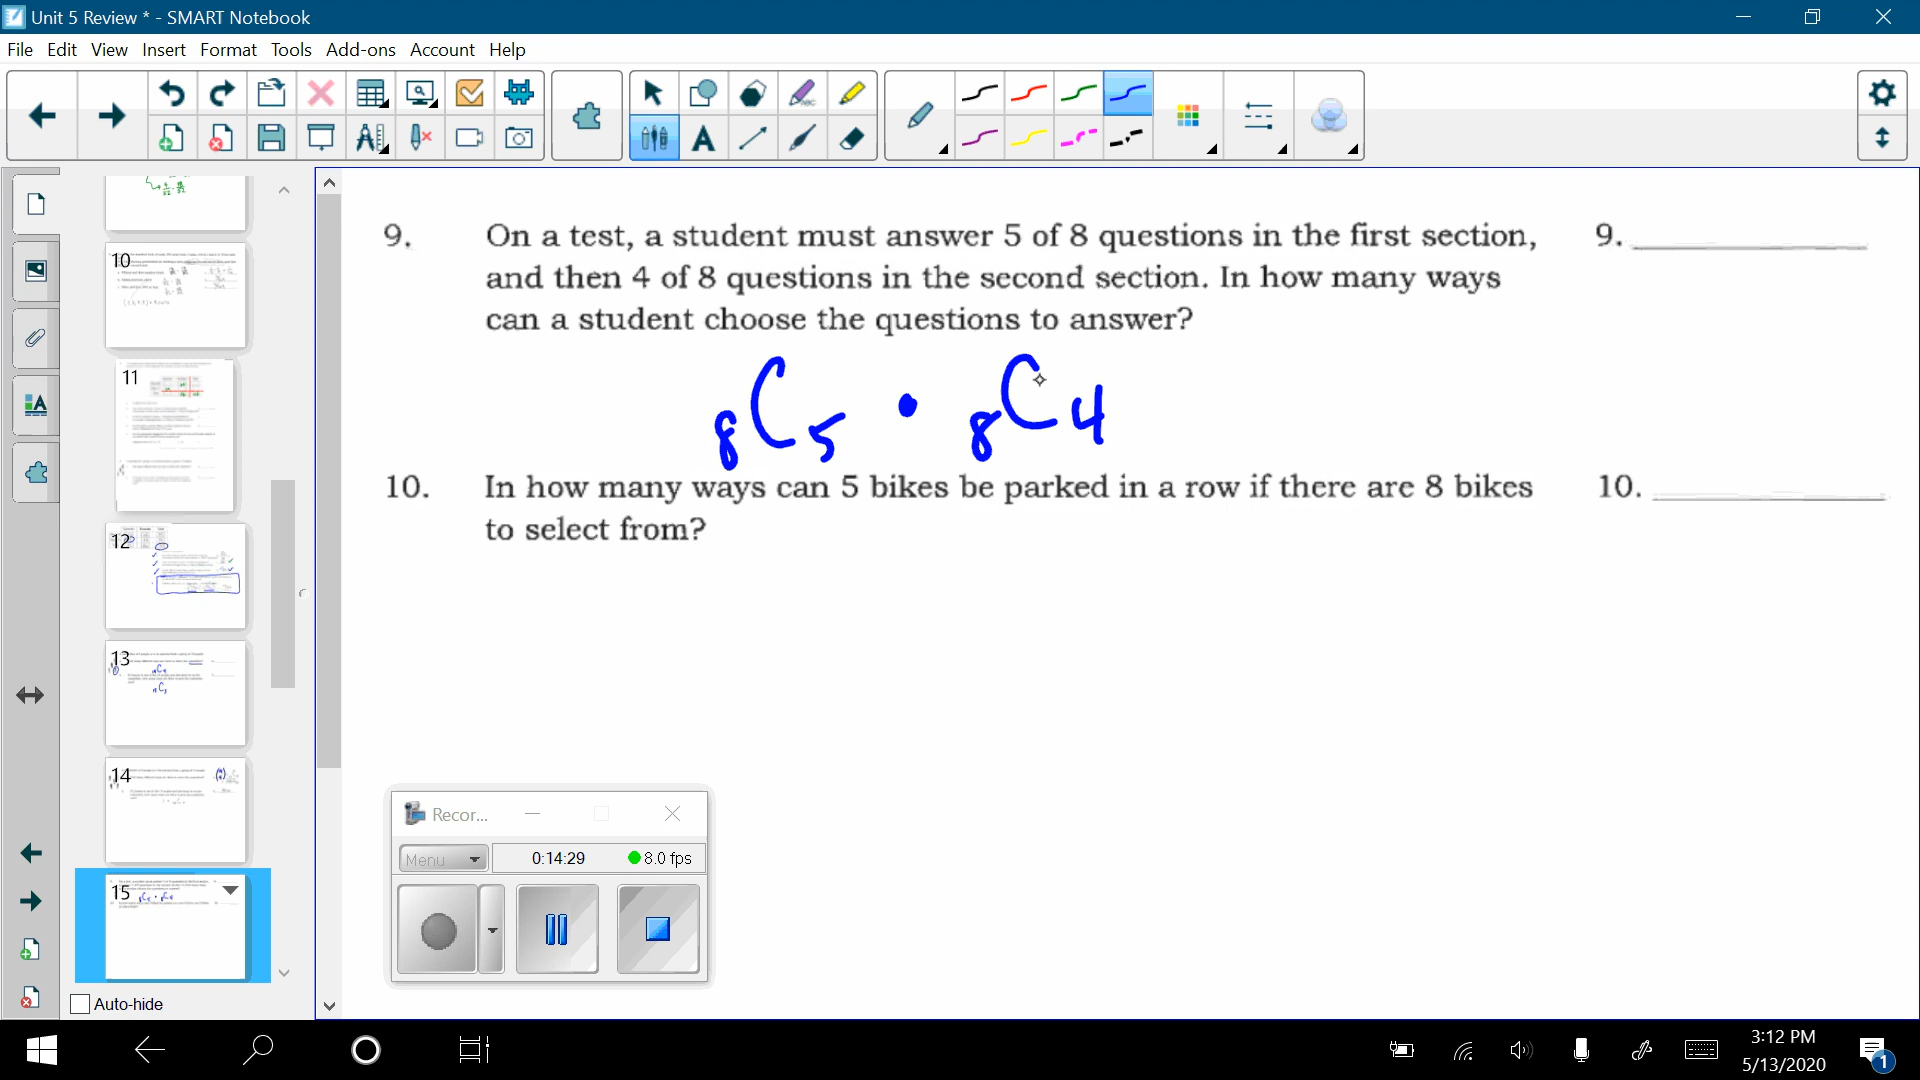 Unit 5 Review * - SMART Notebook
File Edit View Insert Format Tools Add-ons Account Help
10
11
12
13
14
15
Auto-hide
9. On a test, a student must answer 5 of 8 questions in the first section, 9.
and then 4 of 8 questions in the second section. In how many ways
can a student choose the questions to answer?
8C5 • 8C4
10. In how many ways can 5 bikes be parked in a row if there are 8 bikes 10.
to select from?
Recor...
Menu 0:14:29 8.0 fps
3:12 PM
5/13/2020
1